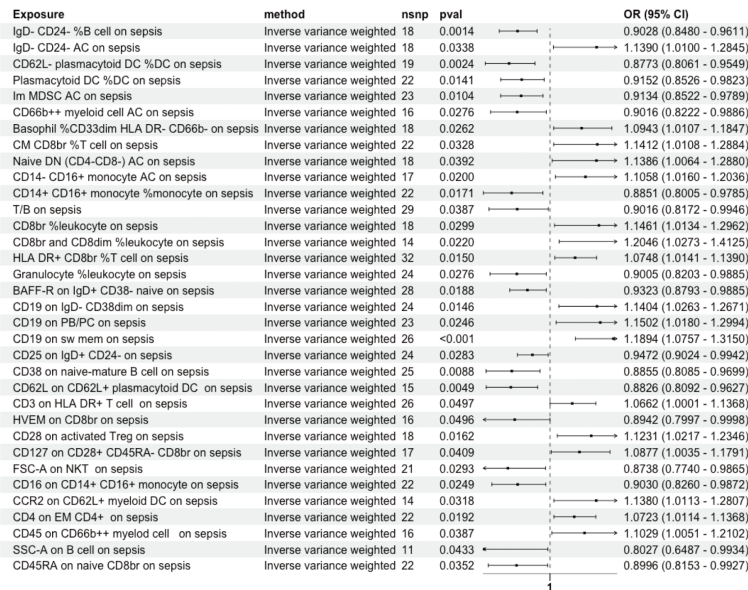 Exposure method nsnp pval OR (95% CI)
IgD- CD24- %B cell on sepsis Inverse variance weighted 18 0.0014 0.9028 (0.8480 - 0.9611)
IgD- CD24- AC on sepsis Inverse variance weighted 18 0.0338 1.1390 (1.0100 - 1.2845)
CD62L- plasmacytoid DC %DC on sepsis Inverse variance weighted 19 0.0024 0.8773 (0.8061 - 0.9549)
Plasmacytoid DC %DC on sepsis Inverse variance weighted 22 0.0141 0.9152 (0.8526 - 0.9823)
Im MDSC AC on sepsis Inverse variance weighted 23 0.0104 0.9134 (0.8522 - 0.9789)
CD66b++ myeloid cell AC on sepsis Inverse variance weighted 16 0.0276 0.9016 (0.8222 - 0.9886)
Basophil %CD33dim HLA DR- CD66b- on sepsis Inverse variance weighted 18 0.0262 1.0943 (1.0107 - 1.1847)
CM CD8br %T cell on sepsis Inverse variance weighted 22 0.0328 1.1412 (1.0108 - 1.2884)
Naive DN (CD4-CD8-) AC on sepsis Inverse variance weighted 18 0.0392 1.1386 (1.0064 - 1.2880)
CD14- CD16+ monocyte AC on sepsis Inverse variance weighted 17 0.0200 1.1058 (1.0160 - 1.2036)
CD14+ CD16+ monocyte %monocyte on sepsis Inverse variance weighted 22 0.0171 0.8851 (0.8005 - 0.9785)
T/B on sepsis Inverse variance weighted 29 0.0387 0.9016 (0.8172 - 0.9946)
CD8br %leukocyte on sepsis Inverse variance weighted 18 0.0299 1.1461 (1.0134 - 1.2962)
CD8br and CD8dim %leukocyte on sepsis Inverse variance weighted 14 0.0220 1.2046 (1.0273 - 1.4125)
HLA DR+ CD8br %T cell on sepsis Inverse variance weighted 32 0.0150 1.0748 (1.0141 - 1.1390)
Granulocyte %leukocyte on sepsis Inverse variance weighted 24 0.0276 0.9005 (0.8203 - 0.9885)
BAFF-R on IgD+ CD38- naive on sepsis Inverse variance weighted 28 0.0188 0.9323 (0.8793 - 0.9885)
CD19 on IgD- CD38dim on sepsis Inverse variance weighted 24 0.0146 1.1404 (1.0263 - 1.2671)
CD19 on PB/PC on sepsis Inverse variance weighted 23 0.0246 1.1502 (1.0180 - 1.2994)
CD19 on sw mem on sepsis Inverse variance weighted 26 <0.001 1.1894 (1.0757 - 1.3150)
CD25 on IgD+ CD24- on sepsis Inverse variance weighted 24 0.0283 0.9472 (0.9024 - 0.9942)
CD38 on naive-mature B cell on sepsis Inverse variance weighted 25 0.0088 0.8855 (0.8085 - 0.9699)
CD62L on CD62L+ plasmacytoid DC on sepsis Inverse variance weighted 15 0.0049 0.8826 (0.8092 - 0.9627)
CD3 on HLA DR+ T cell on sepsis Inverse variance weighted 26 0.0497 1.0662 (1.0001 - 1.1368)
HVEM on CD8br on sepsis Inverse variance weighted 16 0.0496 0.8942 (0.7997 - 0.9998)
CD28 on activated Treg on sepsis Inverse variance weighted 18 0.0162 1.1231 (1.0217 - 1.2346)
CD127 on CD28+ CD45RA- CD8br on sepsis Inverse variance weighted 17 0.0409 1.0877 (1.0035 - 1.1791)
FSC-A on NKT on sepsis Inverse variance weighted 21 0.0293 0.8738 (0.7740 - 0.9865)
CD16 on CD14+ CD16+ monocyte on sepsis Inverse variance weighted 22 0.0249 0.9030 (0.8260 - 0.9872)
CCR2 on CD62L+ myeloid DC on sepsis Inverse variance weighted 14 0.0318 1.1380 (1.0113 - 1.2807)
CD4 on EM CD4+ on sepsis Inverse variance weighted 22 0.0192 1.0723 (1.0114 - 1.1368)
CD45 on CD66b++ myelod cell on sepsis Inverse variance weighted 16 0.0387 1.1029 (1.0051 - 1.2102)
SSC-A on B cell on sepsis Inverse variance weighted 11 0.0433 0.8027 (0.6487 - 0.9934)
CD45RA on naive CD8br on sepsis Inverse variance weighted 22 0.0352 0.8996 (0.8153 - 0.9927)
1